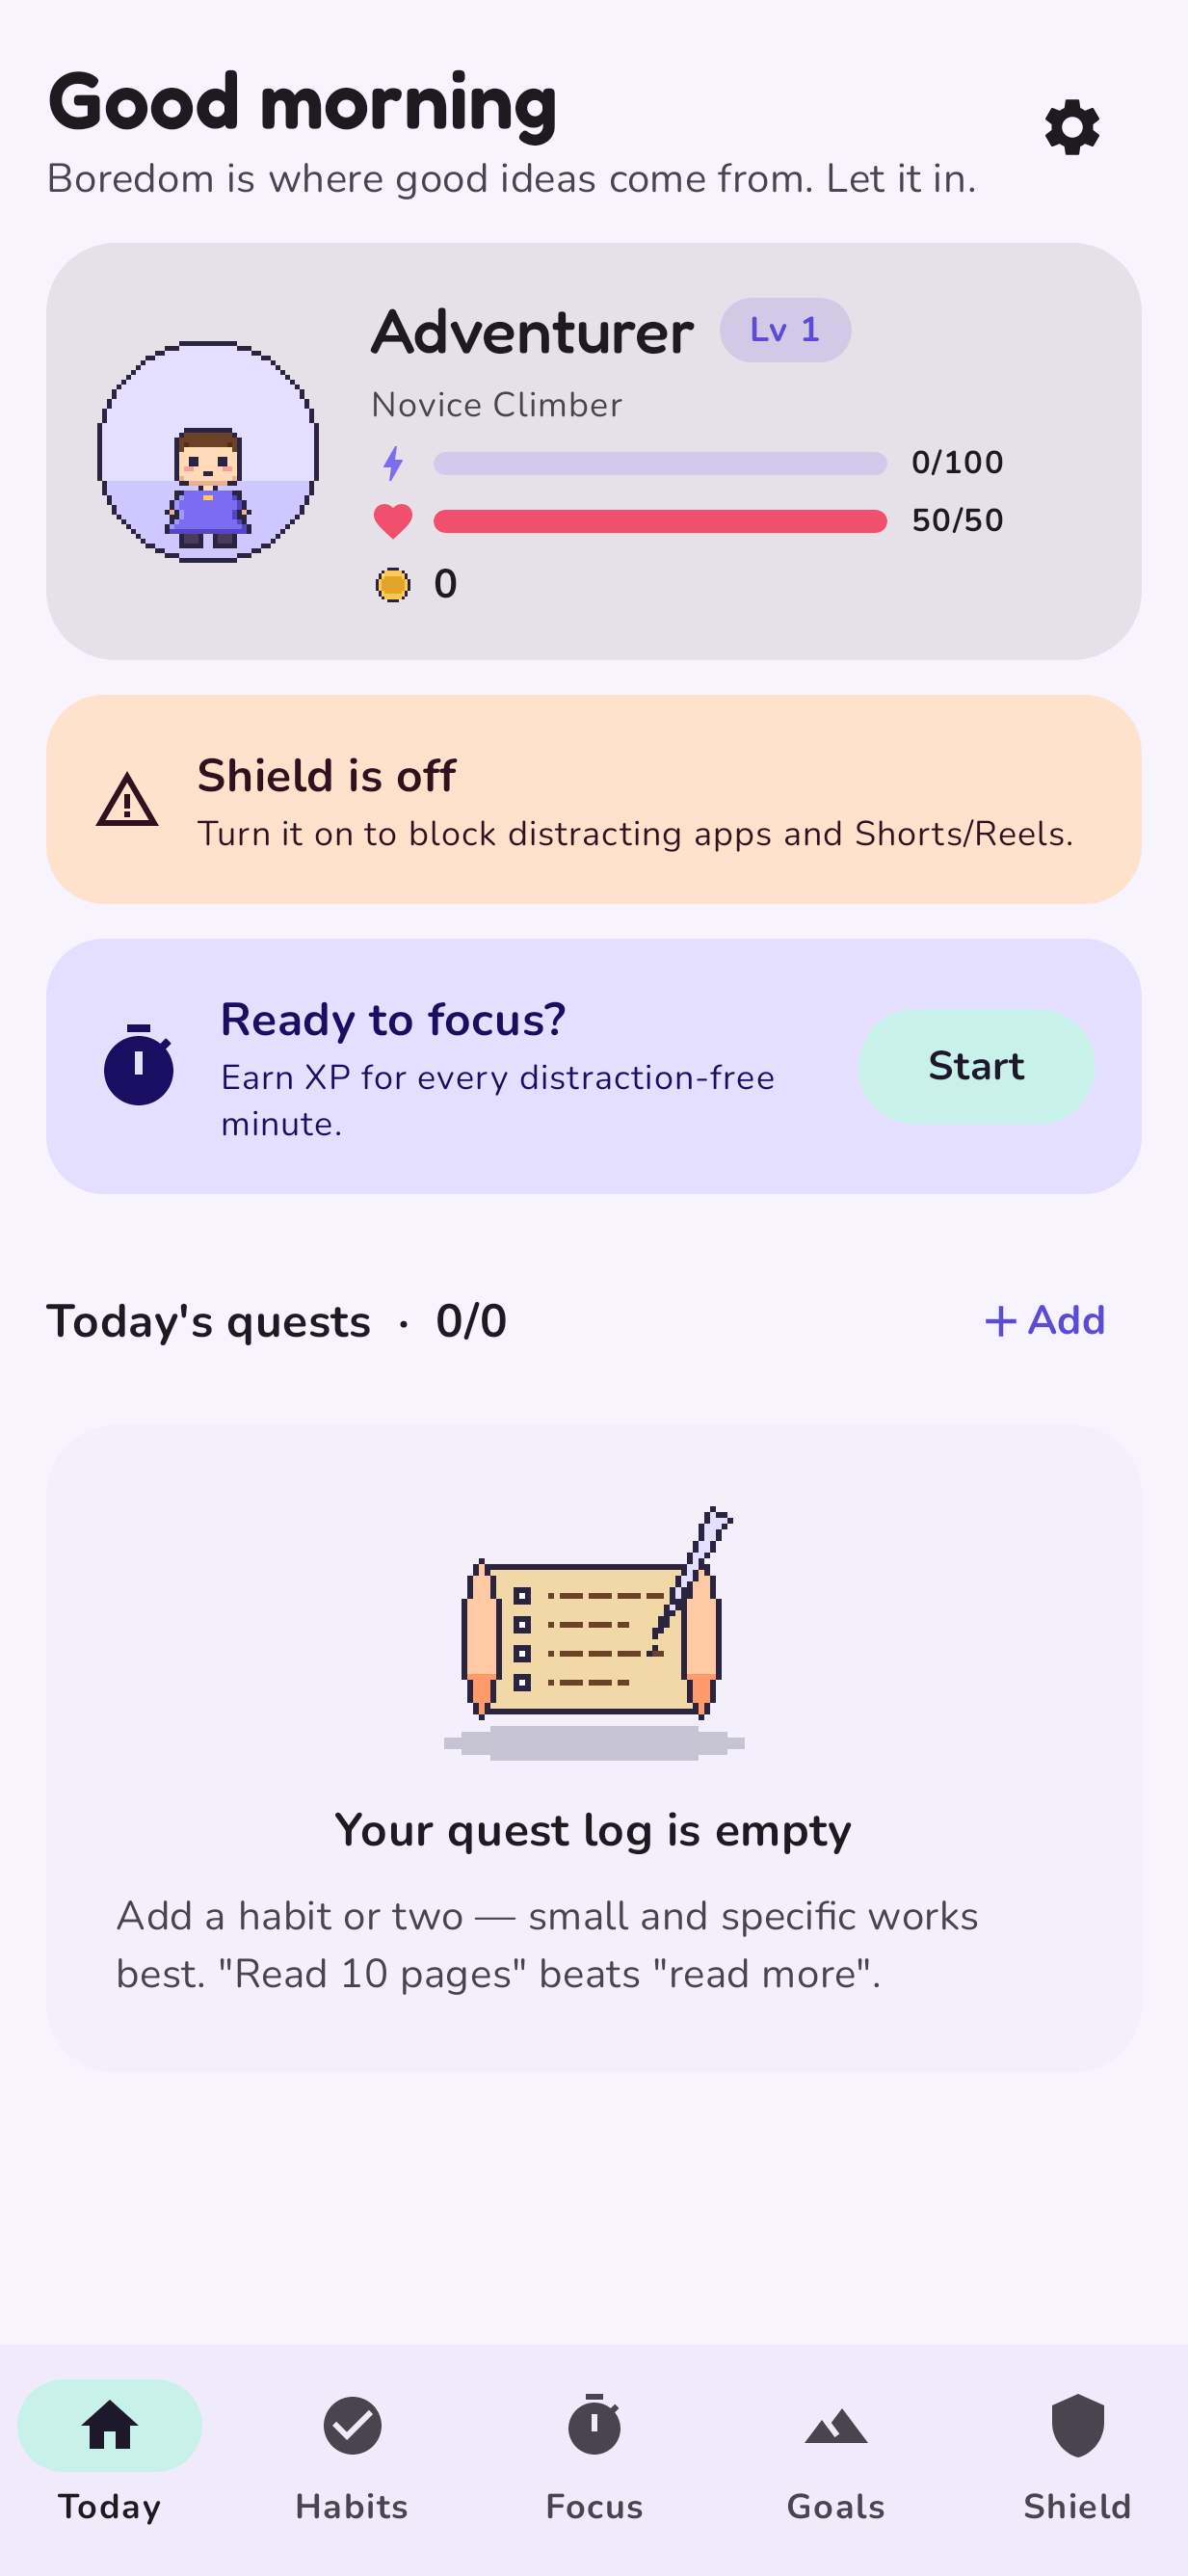 Good morning
Boredom is where good ideas come from. Let it in.
Adventurer
Lv 1
Novice Climber
0/100
50/50
0
Shield is off
Turn it on to block distracting apps and Shorts/Reels.
Ready to focus?
Earn XP for every distraction-free
minute.
Start
Today's quests · 0/0
+ Add
Your quest log is empty
Add a habit or two — small and specific works
best. "Read 10 pages" beats "read more".
Today
Habits
Focus
Goals
Shield